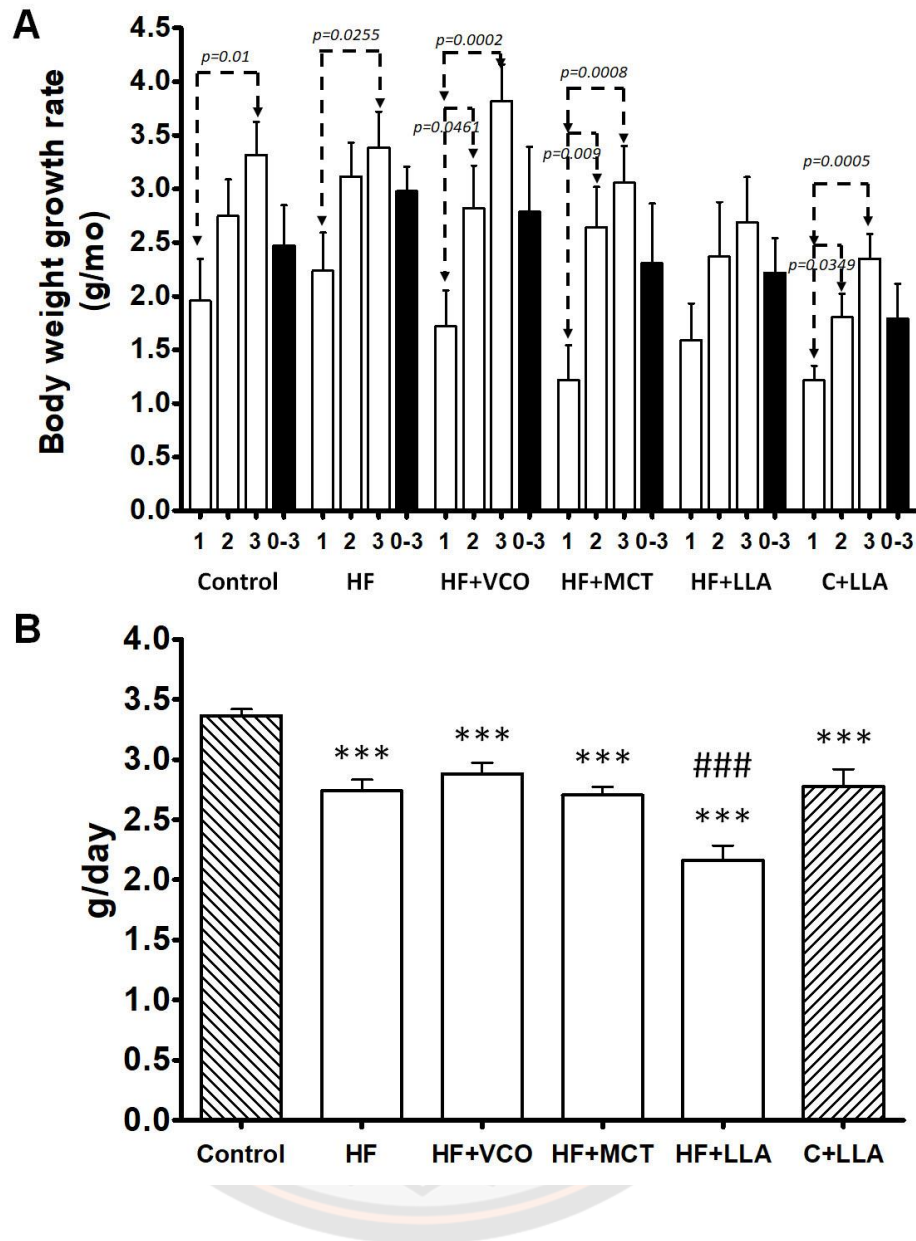 A
Body weight growth rate
(g/mo)
4.5
4.0
3.5
3.0
2.5
2.0
1.5
1.0
0.5
0.0
p=0.01
p=0.0255
p=0.0002
p=0.0461
p=0.0008
p=0.009
p=0.0005
p=0.0349
1 2 3 0-3 1 2 3 0-3 1 2 3 0-3 1 2 3 0-3 1 2 3 0-3 1 2 3 0-3
Control HF HF+VCO HF+MCT HF+LLA C+LLA
B
g/day
4.0
3.5
3.0
2.5
2.0
1.5
1.0
0.5
0.0
*** *** *** ### *** ***
Control HF HF+VCO HF+MCT HF+LLA C+LLA